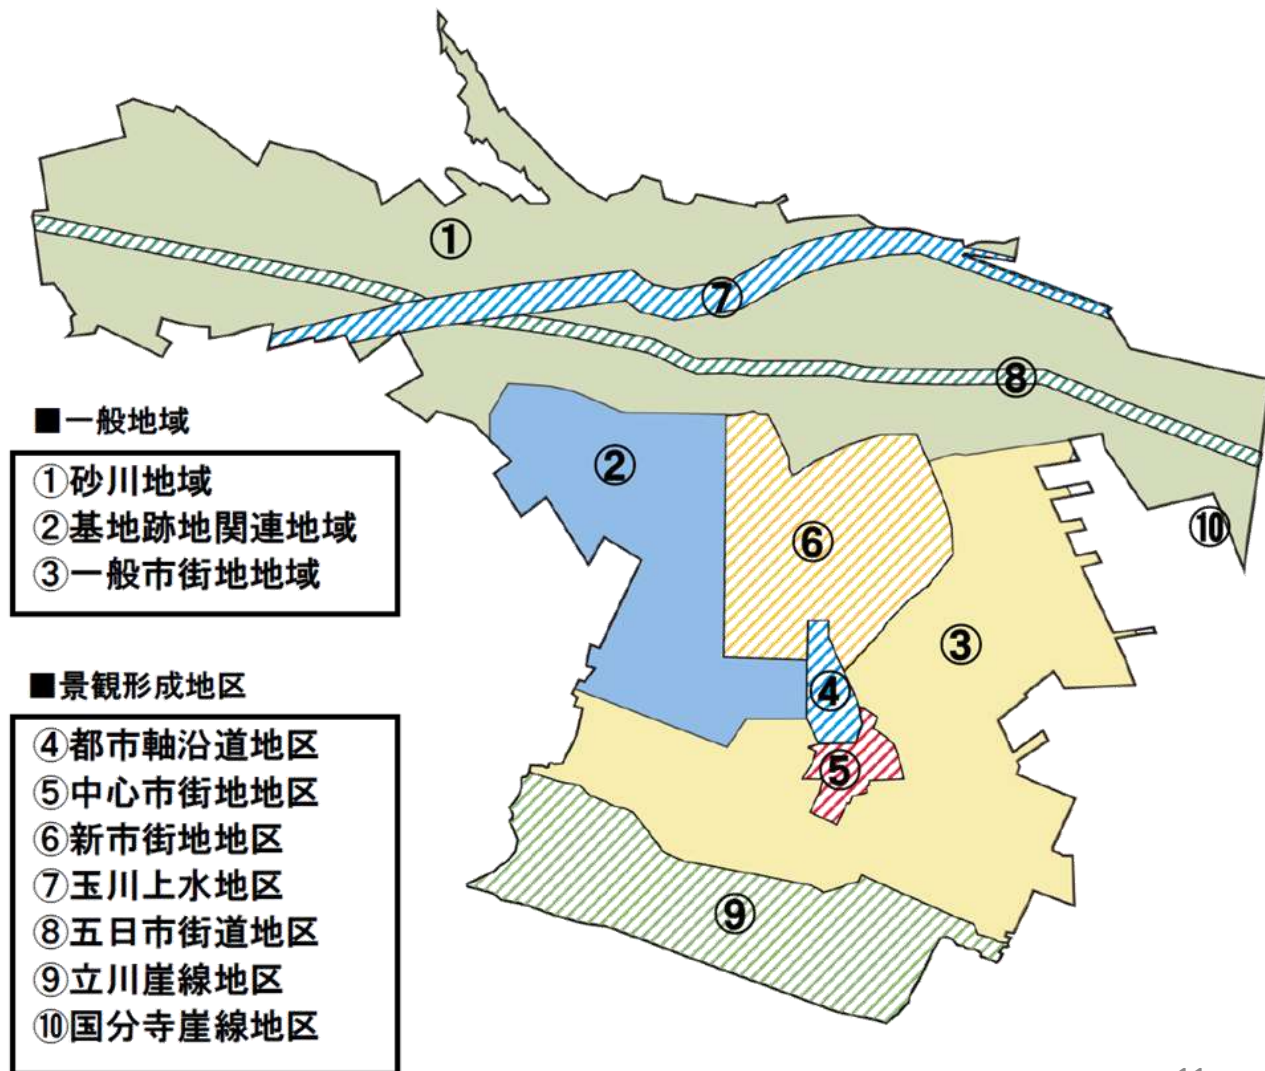 ①
⑦
⑧
■一般地域
①砂川地域
②基地跡地関連地域
③一般市街地地域
②
⑥
⑩
③
④
⑤
⑨
■景観形成地区
④都市軸沿道地区
⑤中心市街地地区
⑥新市街地地区
⑦玉川上水地区
⑧五日市街道地区
⑨立川崖線地区
⑩国分寺崖線地区